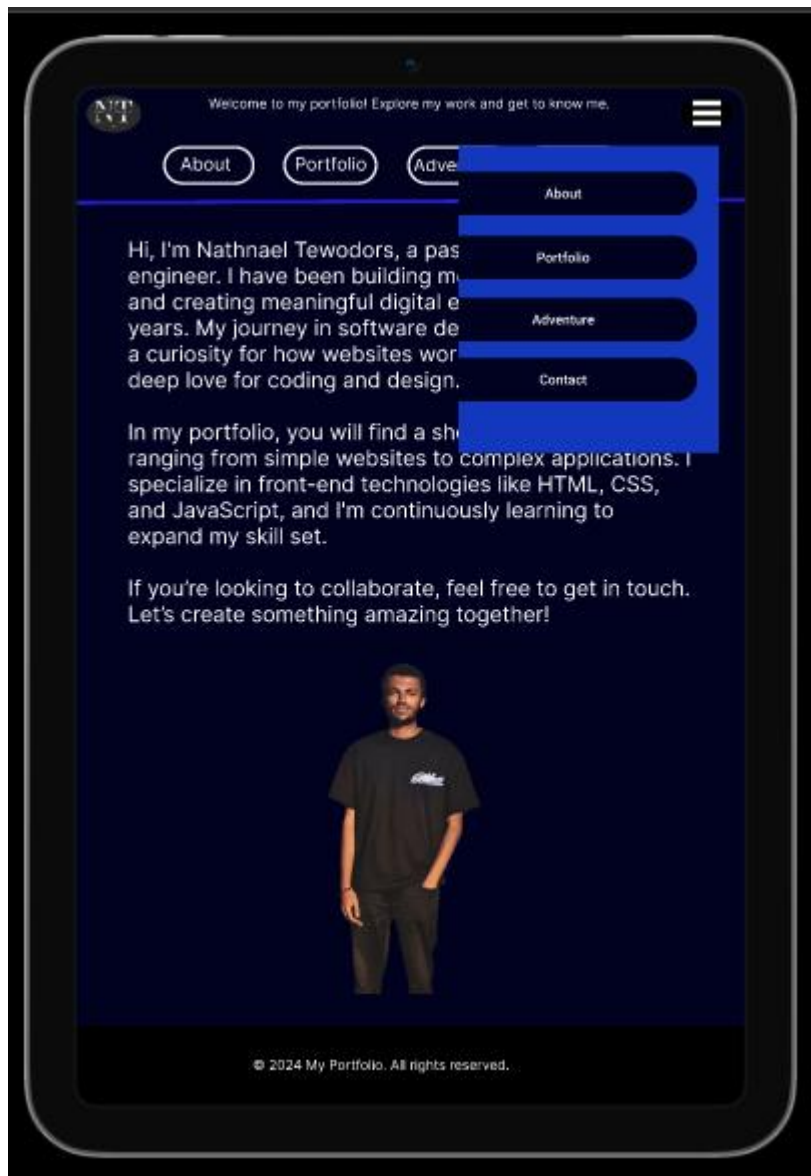 NT
Welcome to my portfolio! Explore my work and get to know me.
About
Portfolio
Adve
About
Portfolio
Adventure
Contact
Hi, I'm Nathnael Tewodors, a pas
engineer. I have been building m
and creating meaningful digital e
years. My journey in software de
a curiosity for how websites wor
deep love for coding and design.
In my portfolio, you will find a sh
ranging from simple websites to complex applications. I
specialize in front-end technologies like HTML, CSS,
and JavaScript, and I'm continuously learning to
expand my skill set.
If you're looking to collaborate, feel free to get in touch.
Let's create something amazing together!
© 2024 My Portfolio. All rights reserved.